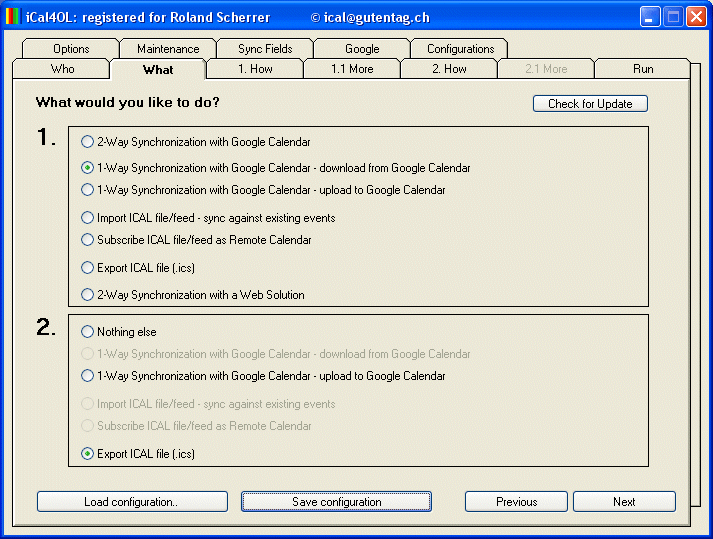 iCal4OL: registered for Roland Scherrer © ical@gutentag.ch
Options Maintenance Sync Fields Google Configurations
Who What 1. How 1.1 More 2. How 2.1 More Run
What would you like to do? Check for Update
1.
2-Way Synchronization with Google Calendar
1-Way Synchronization with Google Calendar - download from Google Calendar
1-Way Synchronization with Google Calendar - upload to Google Calendar
Import ICAL file/feed - sync against existing events
Subscribe ICAL file/feed as Remote Calendar
Export ICAL file (.ics)
2-Way Synchronization with a Web Solution
2.
Nothing else
1-Way Synchronization with Google Calendar - download from Google Calendar
1-Way Synchronization with Google Calendar - upload to Google Calendar
Import ICAL file/feed - sync against existing events
Subscribe ICAL file/feed as Remote Calendar
Export ICAL file (.ics)
Load configuration.. Save configuration Previous Next